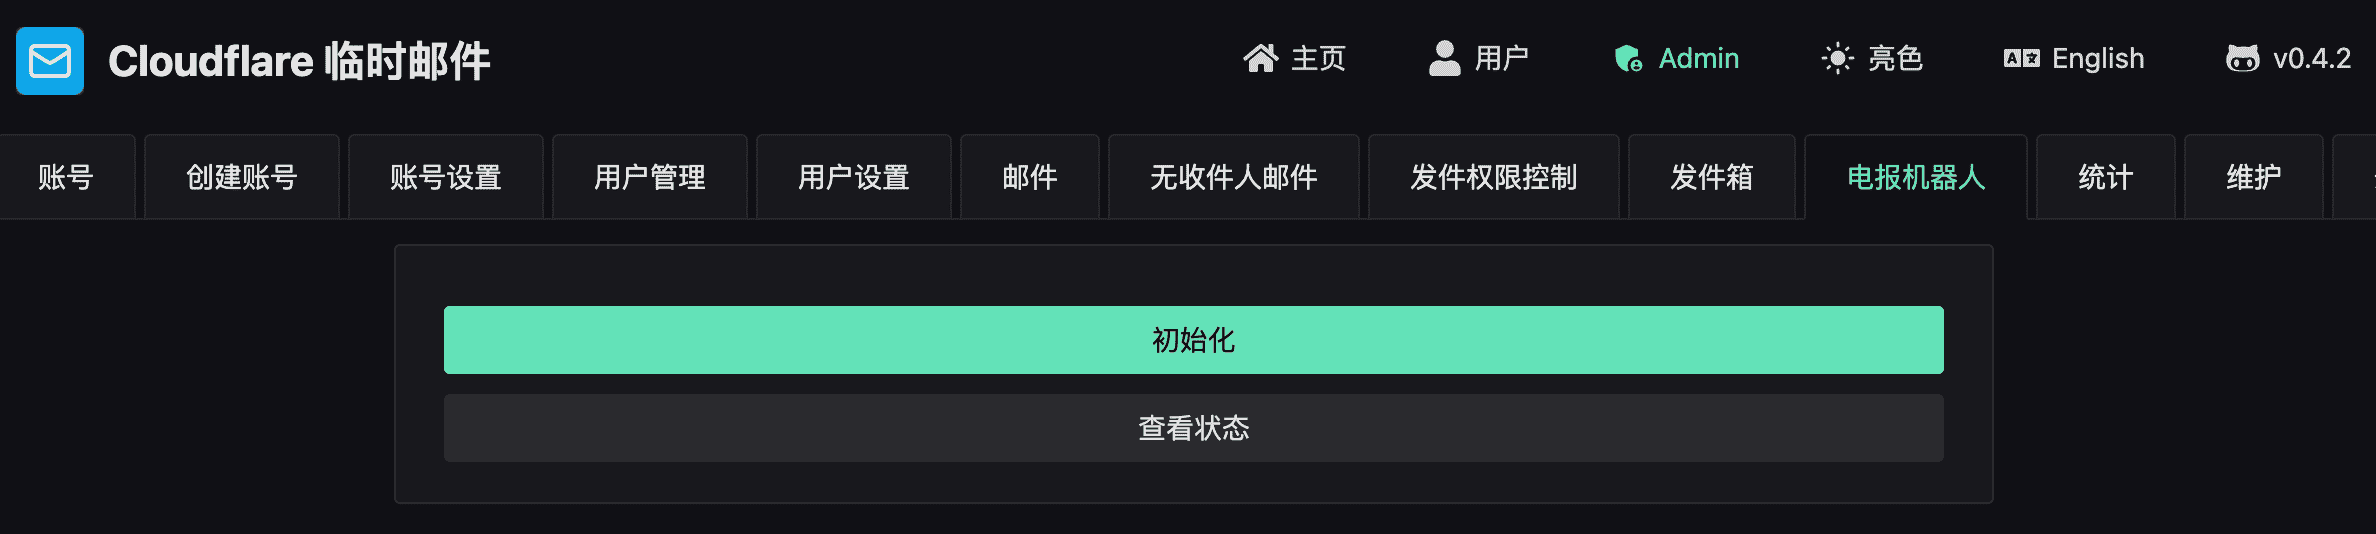 Cloudflare 临时邮件
主页 用户 Admin 亮色 English v0.4.2
账号 创建账号 账号设置 用户管理 用户设置 邮件 无收件人邮件 发件权限控制 发件箱 电报机器人 统计 维护
初始化
查看状态